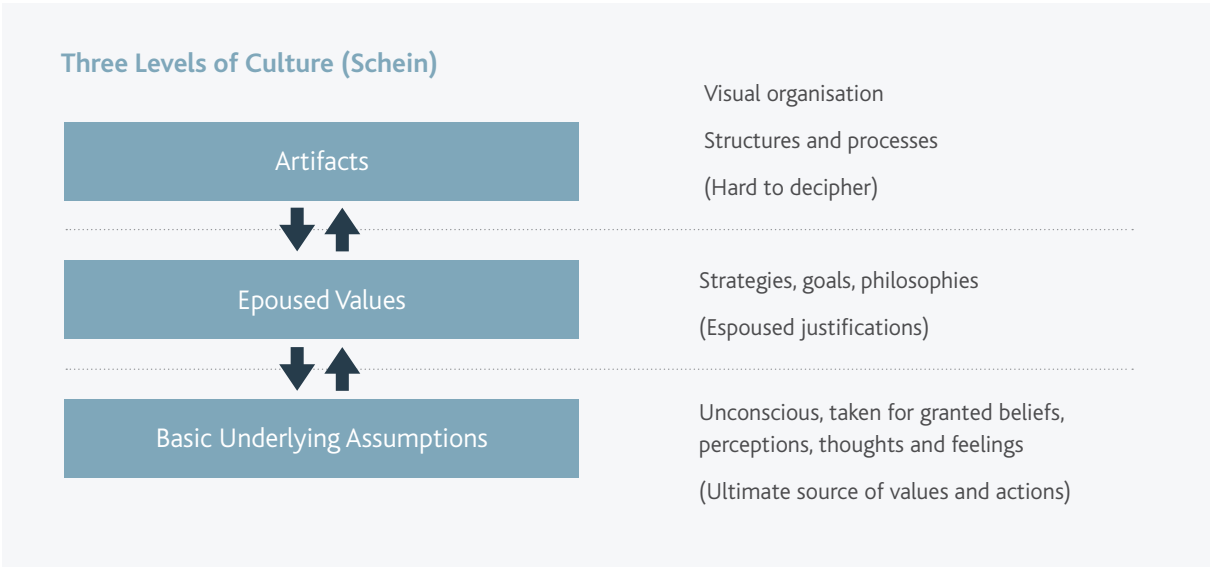 Three Levels of Culture (Schein)
Artifacts
Visual organisation
Structures and processes
(Hard to decipher)
Epoused Values
Strategies, goals, philosophies
(Espoused justifications)
Basic Underlying Assumptions
Unconscious, taken for granted beliefs,
perceptions, thoughts and feelings
(Ultimate source of values and actions)